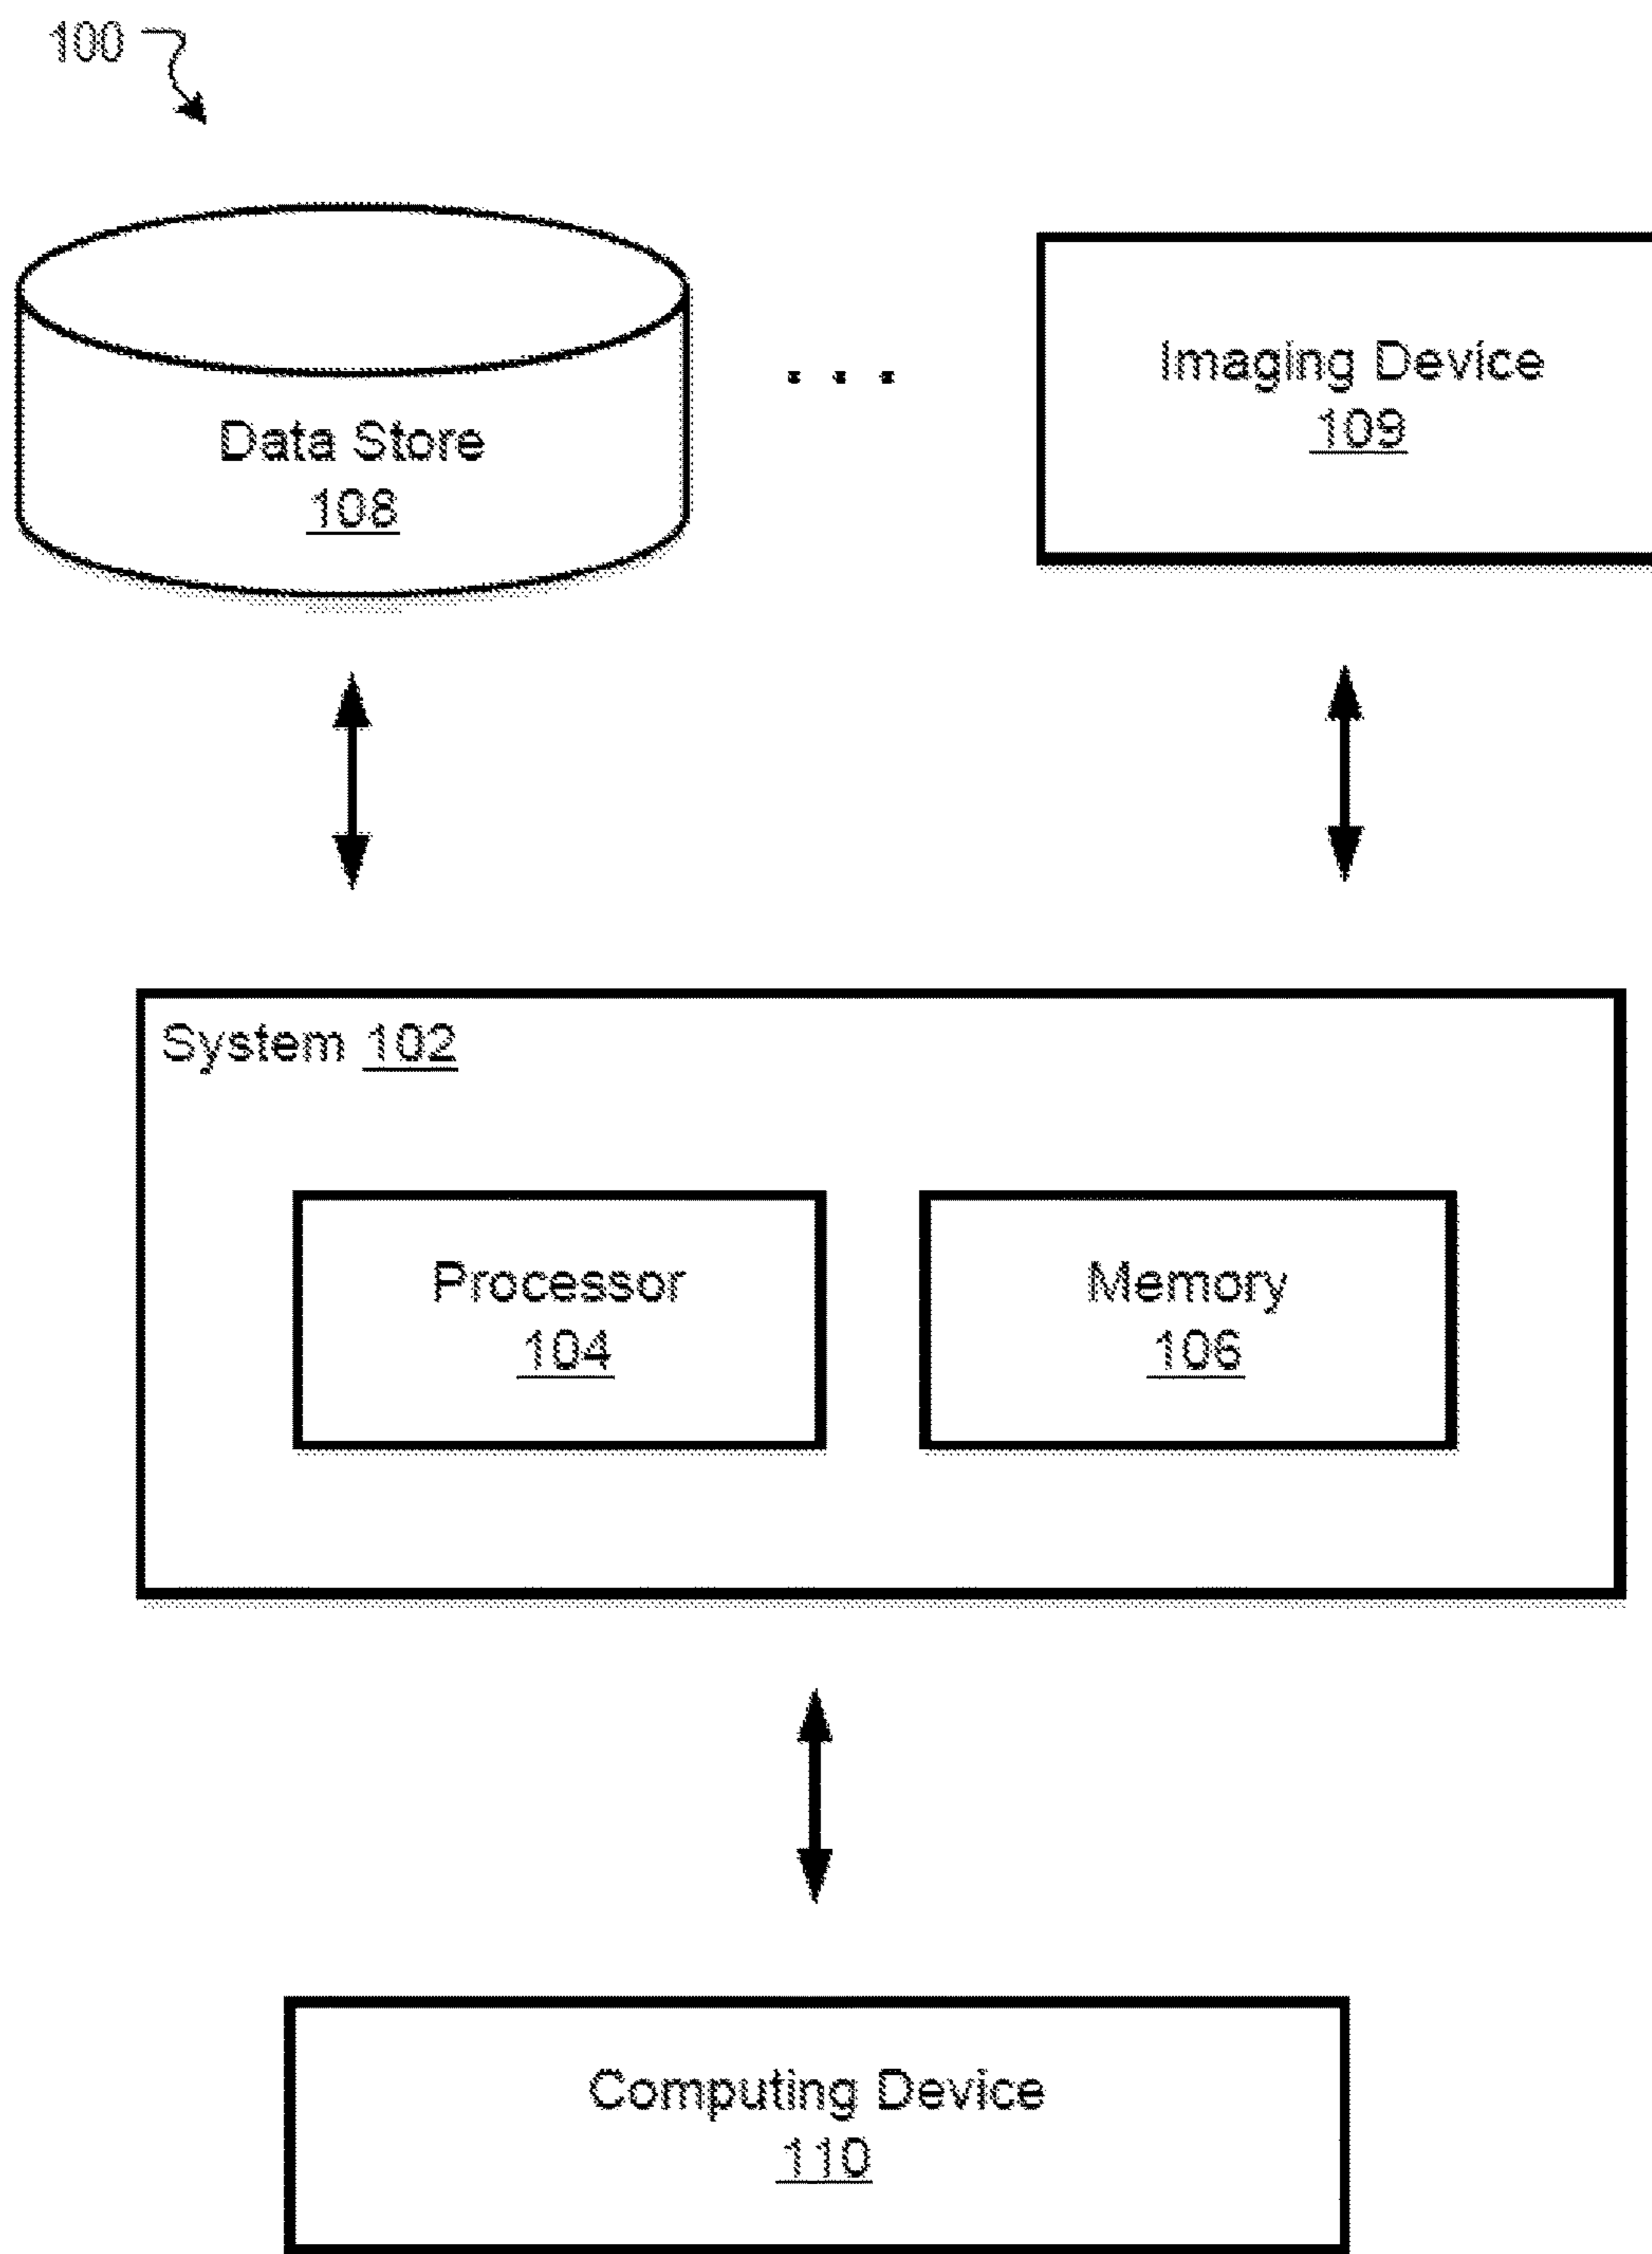 100
Data Store
108
. . .
Imaging Device
109
System 102
Processor
104
Memory
106
Computing Device
110